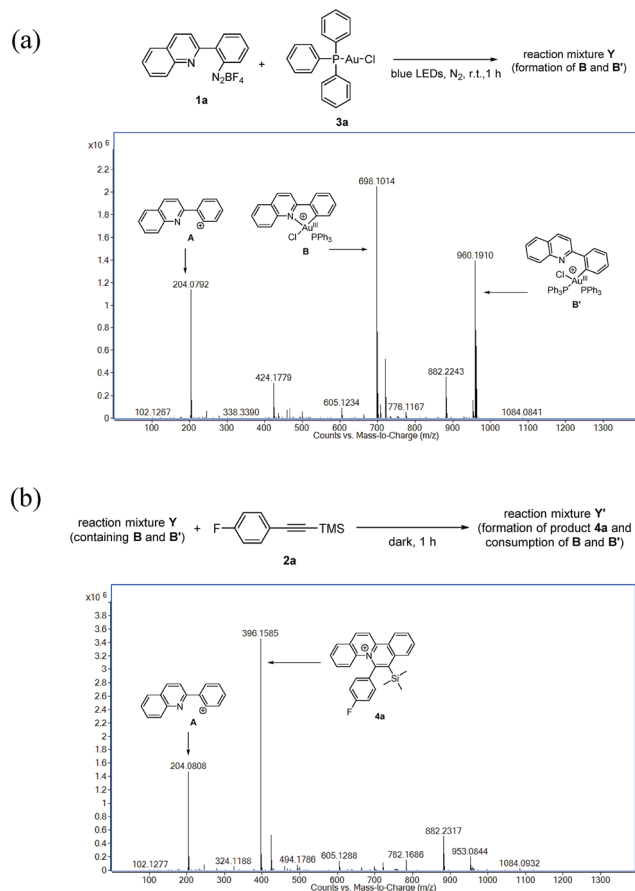 (a)
N
N₂BF₄
1a
+
P Au Cl
3a
blue LEDs, N₂, r.t.,1 h
reaction mixture Y
(formation of B and B')
x10 6
2.2
2
1.8
1.6
1.4
1.2
1
0.8
0.6
0.4
0.2
0
N
A
204.0792
N
Auᴵᴵᴵ
Cl
PPh₃
B
698.1014
960.1910
N
Cl
Auᴵᴵᴵ
Ph₃P PPh₃
B'
102.1267
338.3390
424.1779
605.1234
776.1167
882.2243
1084.0841
100 200 300 400 500 600 700 800 900 1000 1100 1200 1300
Counts vs. Mass-to-Charge (m/z)
(b)
reaction mixture Y
(containing B and B')
+
F
TMS
2a
dark, 1 h
reaction mixture Y'
(formation of product 4a and
consumption of B and B')
x10 6
3.8
3.6
3.4
3.2
3
2.8
2.6
2.4
2.2
2
1.8
1.6
1.4
1.2
1
0.8
0.6
0.4
0.2
0
N
A
204.0808
396.1585
N
Si
F
4a
102.1277
324.1188
494.1786
605.1288
782.1686
882.2317
953.0844
1084.0932
100 200 300 400 500 600 700 800 900 1000 1100 1200 1300
Counts vs. Mass-to-Charge (m/z)